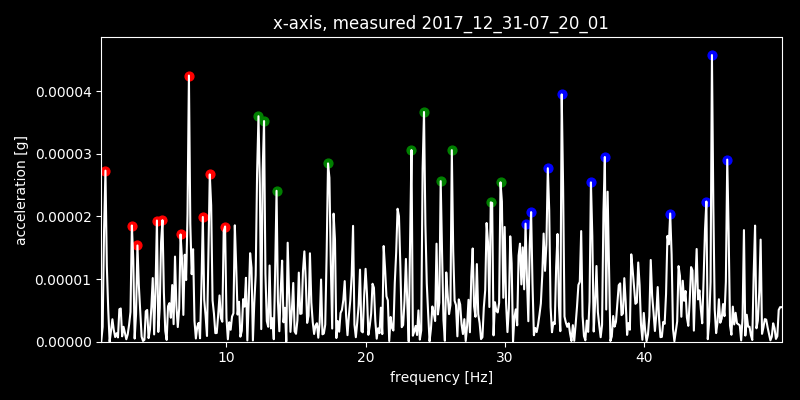 x-axis, measured 2017_12_31-07_20_01
acceleration [g]
0.00004
0.00003
0.00002
0.00001
0.00000
10 20 30 40
frequency [Hz]